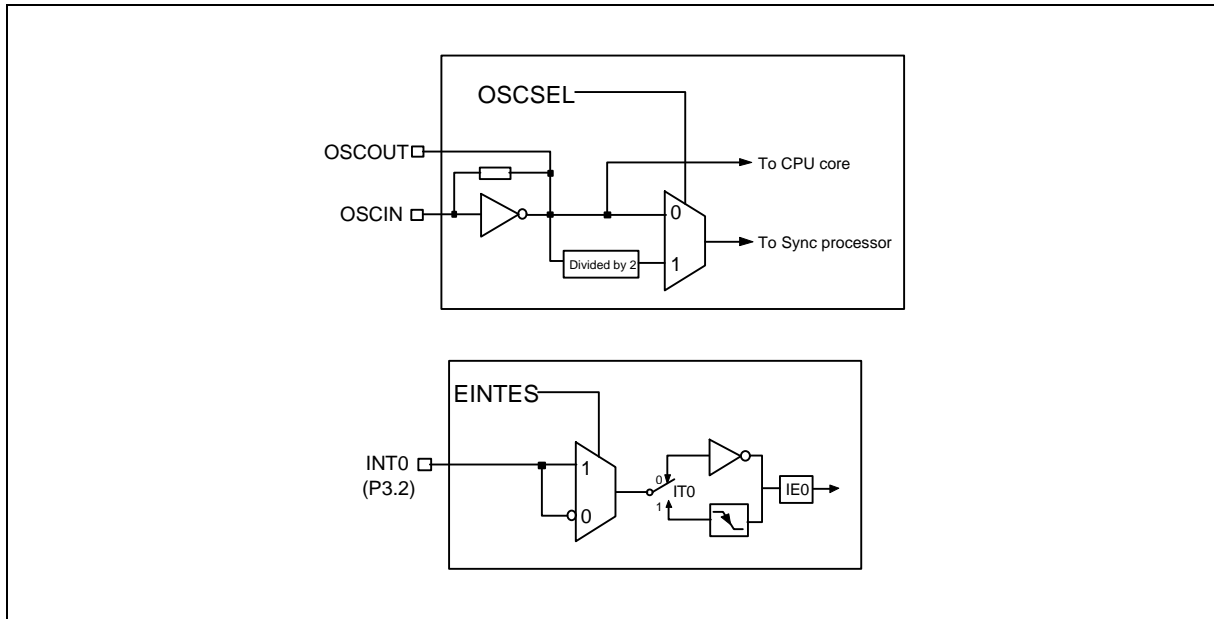 OSCSEL
OSCOUT
To CPU core
OSCIN
0
To Sync processor
Divided by 2
1
EINTES
INT0
(P3.2)
1
0
0
IT0
1
IE0